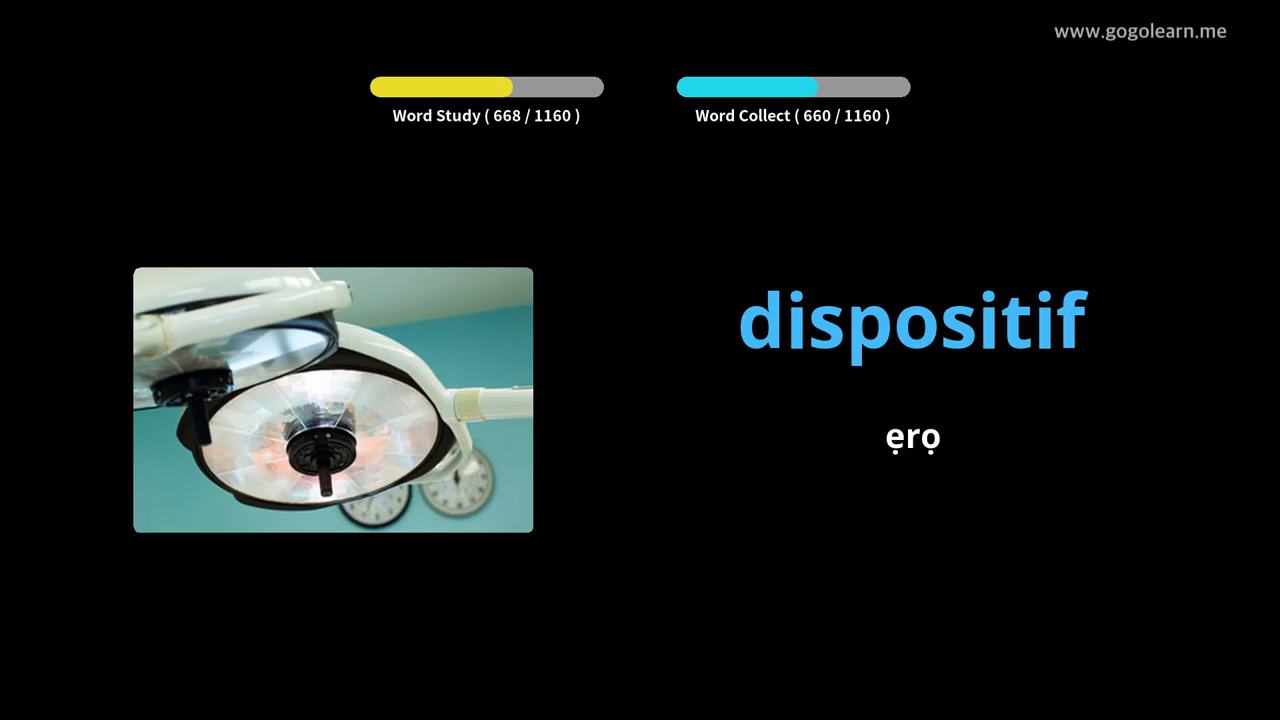 www.gogolearn.me
Word Study ( 668 / 1160 )
Word Collect ( 660 / 1160 )
dispositif
ẹrọ